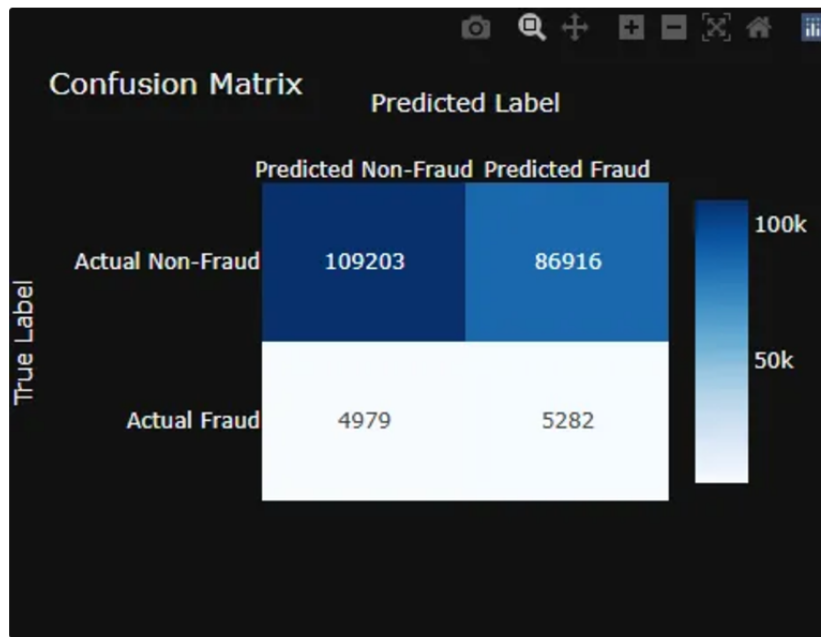 Confusion Matrix
Predicted Label
Predicted Non-Fraud Predicted Fraud
Actual Non-Fraud 109203 86916 100k
True Label
50k
Actual Fraud 4979 5282